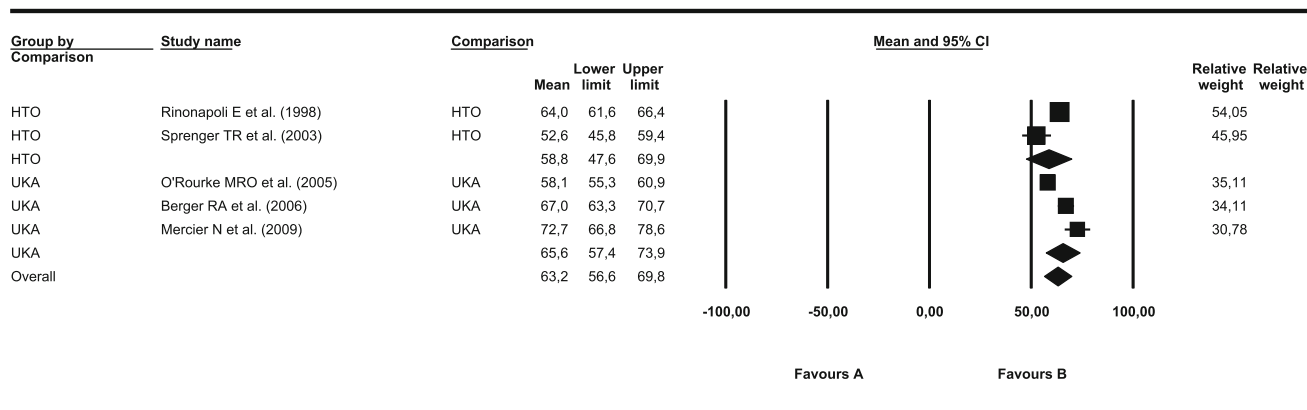 Group by Study name Comparison Mean and 95% CI
Comparison
Lower Upper Relative Relative
Mean limit limit weight weight
HTO Rinonapoli E et al. (1998) HTO 64,0 61,6 66,4 54,05
HTO Sprenger TR et al. (2003) HTO 52,6 45,8 59,4 45,95
HTO 58,8 47,6 69,9
UKA O'Rourke MRO et al. (2005) UKA 58,1 55,3 60,9 35,11
UKA Berger RA et al. (2006) UKA 67,0 63,3 70,7 34,11
UKA Mercier N et al. (2009) UKA 72,7 66,8 78,6 30,78
UKA 65,6 57,4 73,9
Overall 63,2 56,6 69,8
-100,00 -50,00 0,00 50,00 100,00
Favours A Favours B